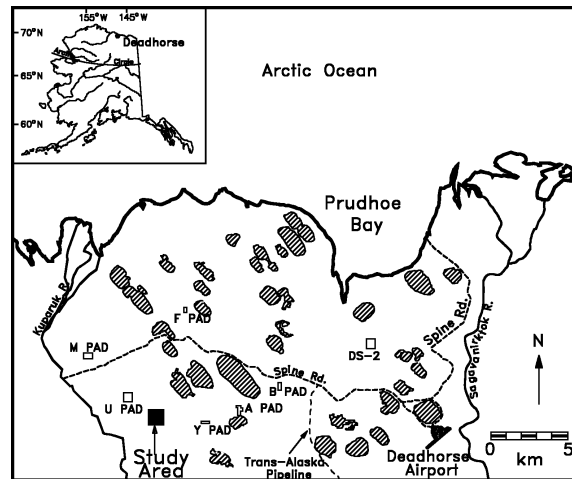 155°W 145°W
70°N
Deadhorse
Arctic
Circle
65°N
60°N
Arctic Ocean
Prudhoe
Bay
Kuparuk R.
Sagavanirktok R.
Spine Rd.
F PAD
M PAD
DS-2
N
Spine Rd.
B PAD
U PAD
A PAD
Y PAD
Study
Area
Trans-Alaska
Pipeline
Deadhorse
Airport
0 5
km